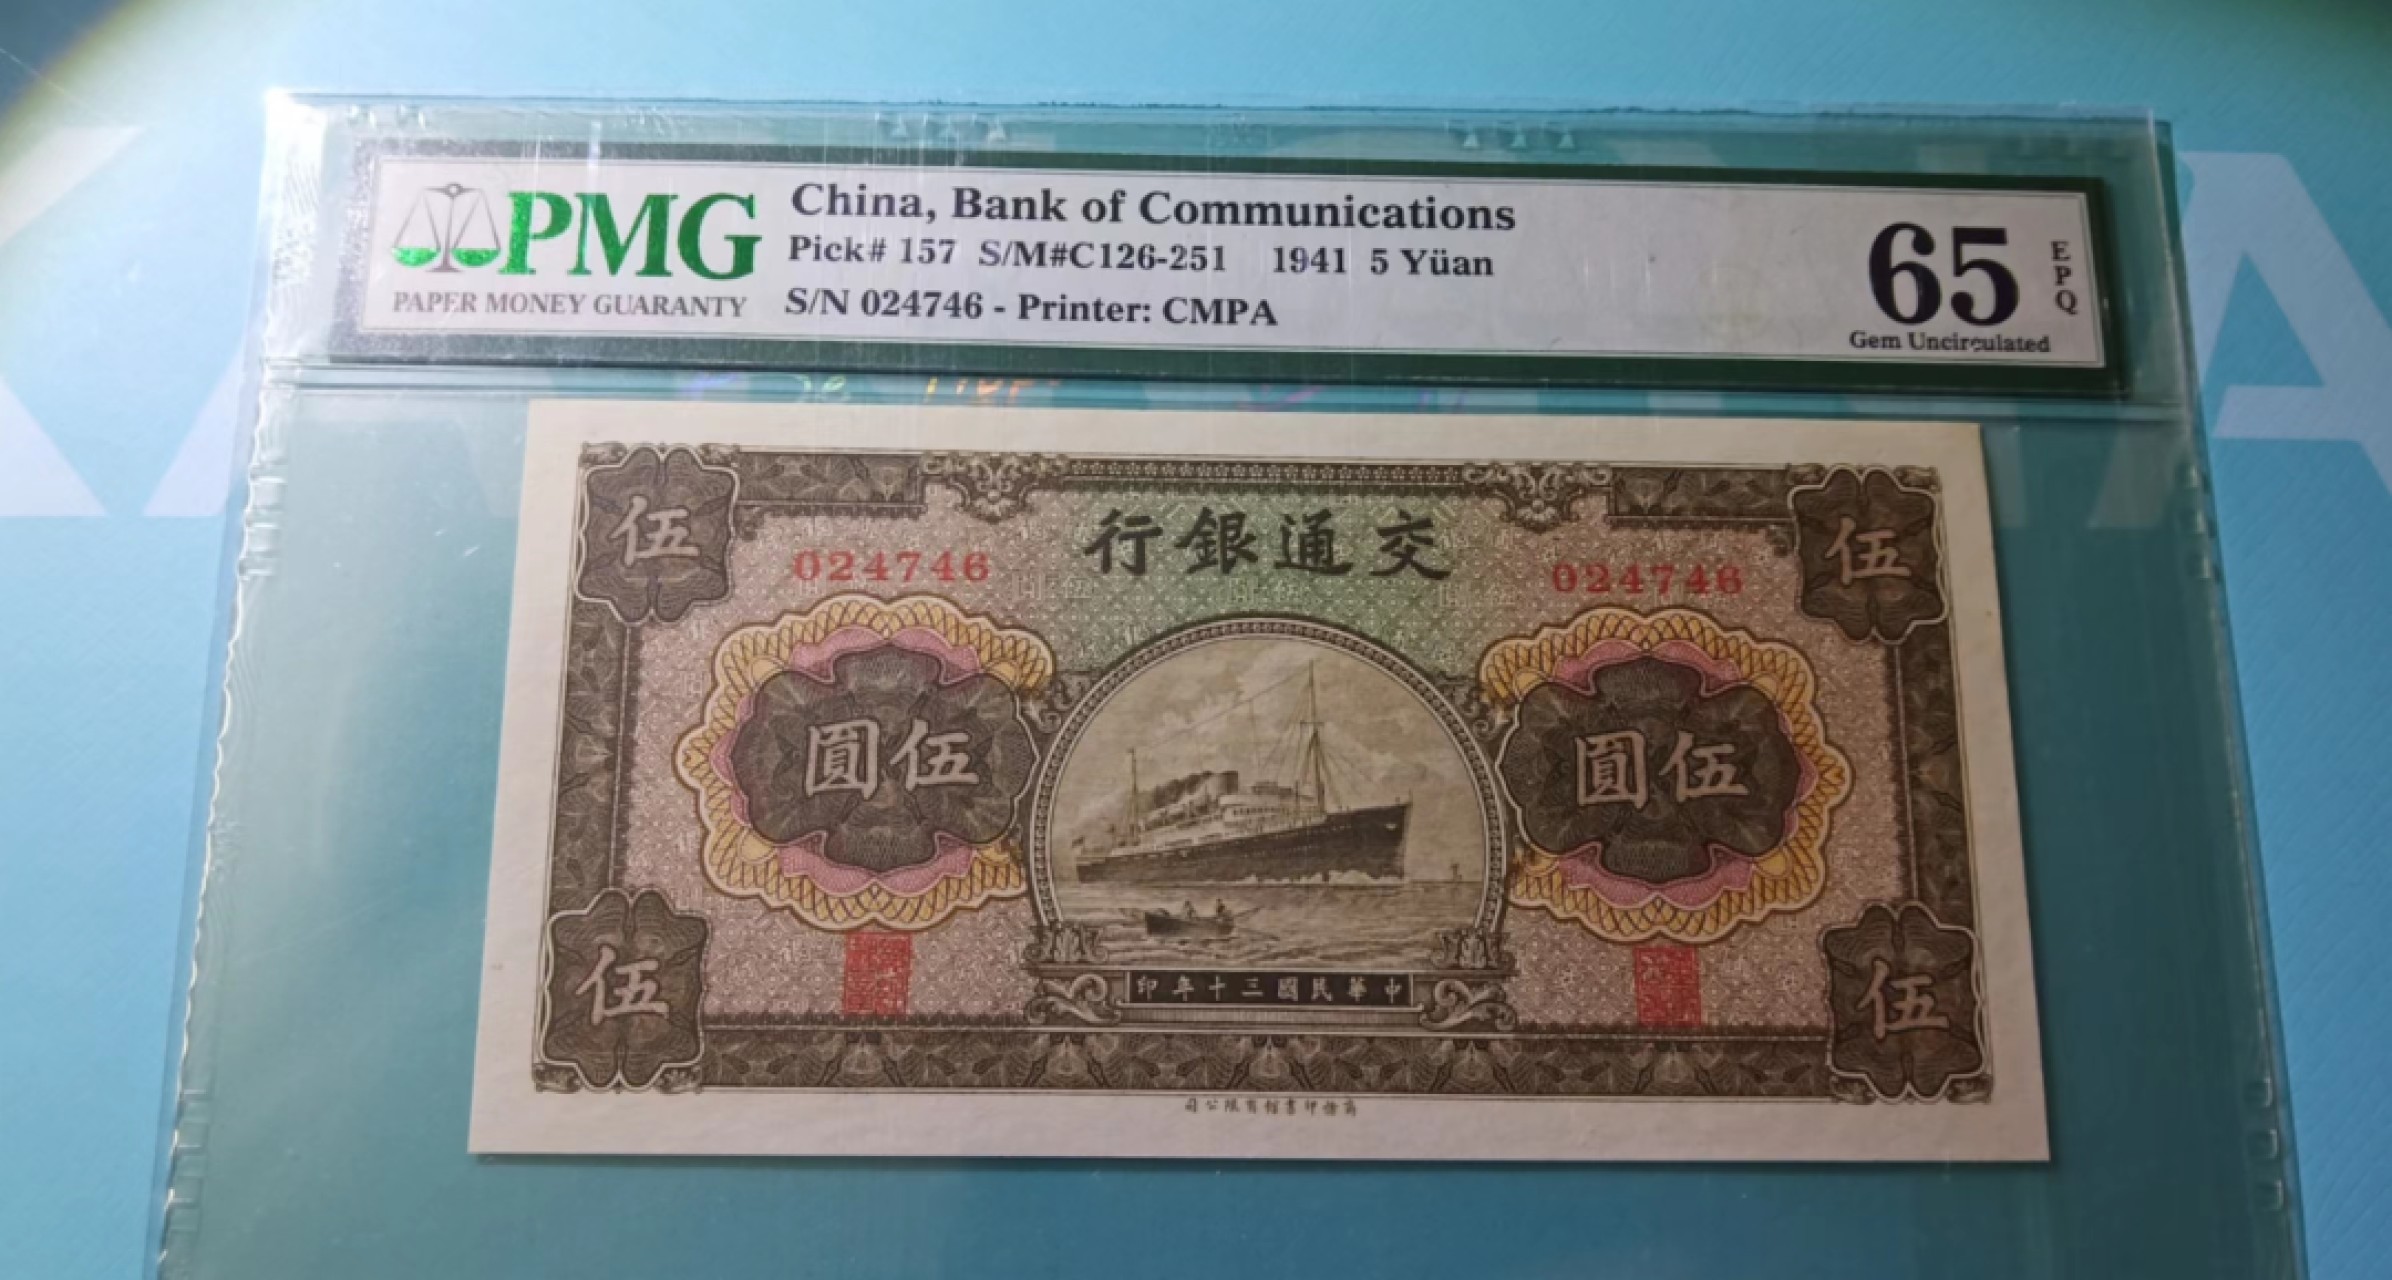 PMG
PAPER MONEY GUARANTY
China, Bank of Communications
Pick# 157 S/M#C126-251 1941 5 Yüan
S/N 024746 - Printer: CMPA
65
EPQ
Gem Uncirculated
伍
行銀通交
伍
024746
024746
圓伍
圓伍
伍
印年十三國民華中
伍
司公限有館書印務商